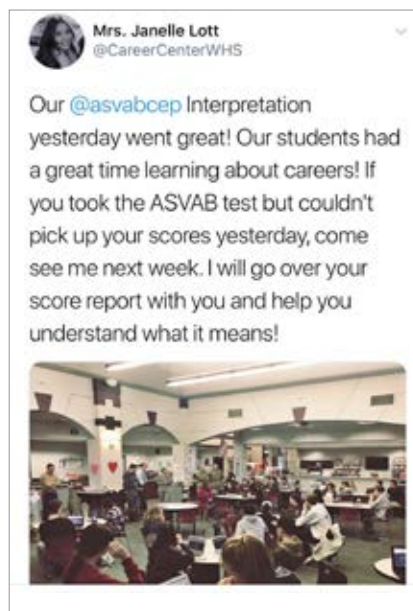 Mrs. Janelle Lott
@CareerCenterWHS
Our @asvabcep Interpretation
yesterday went great! Our students had
a great time learning about careers! If
you took the ASVAB test but couldn't
pick up your scores yesterday, come
see me next week. I will go over your
score report with you and help you
understand what it means!